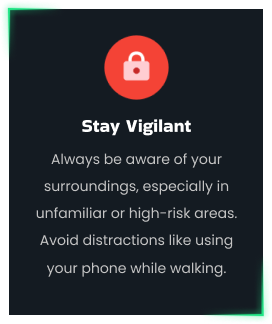 Stay Vigilant
Always be aware of your
surroundings, especially in
unfamiliar or high-risk areas.
Avoid distractions like using
your phone while walking.